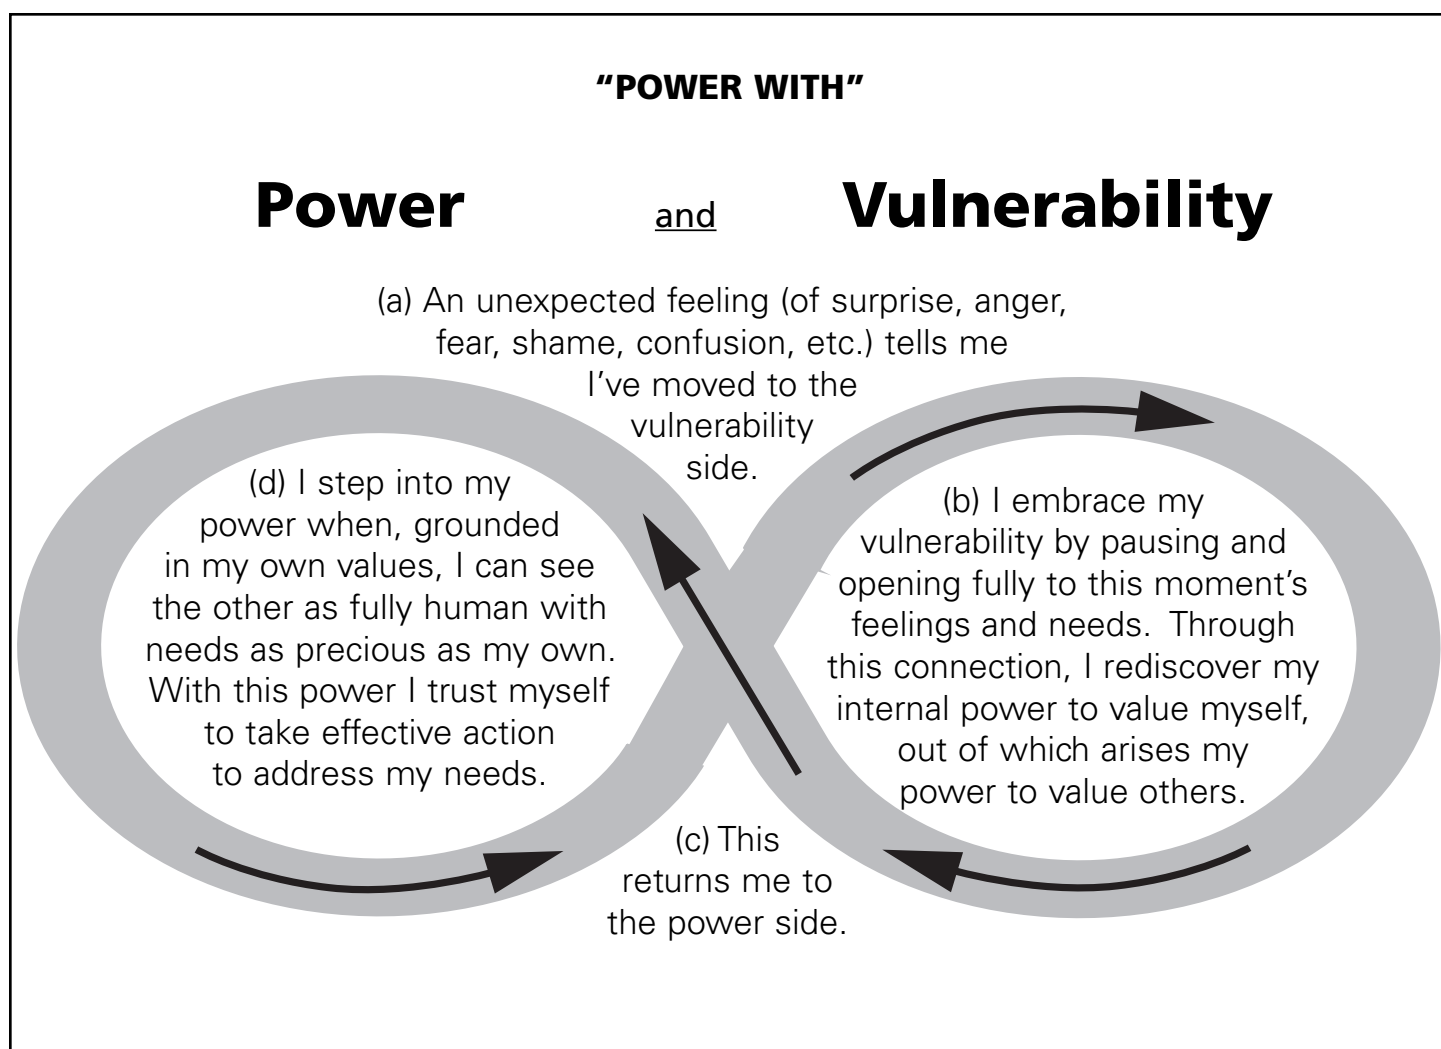 “POWER WITH”
Power and Vulnerability
(a) An unexpected feeling (of surprise, anger,
fear, shame, confusion, etc.) tells me
I’ve moved to the
vulnerability
side.
(b) I embrace my
vulnerability by pausing and
opening fully to this moment’s
feelings and needs.  Through
this connection, I rediscover my
internal power to value myself,
out of which arises my
power to value others.
(c) This
returns me to
the power side.
(d) I step into my
power when, grounded
in my own values, I can see
the other as fully human with
needs as precious as my own.
With this power I trust myself
to take effective action
to address my needs.